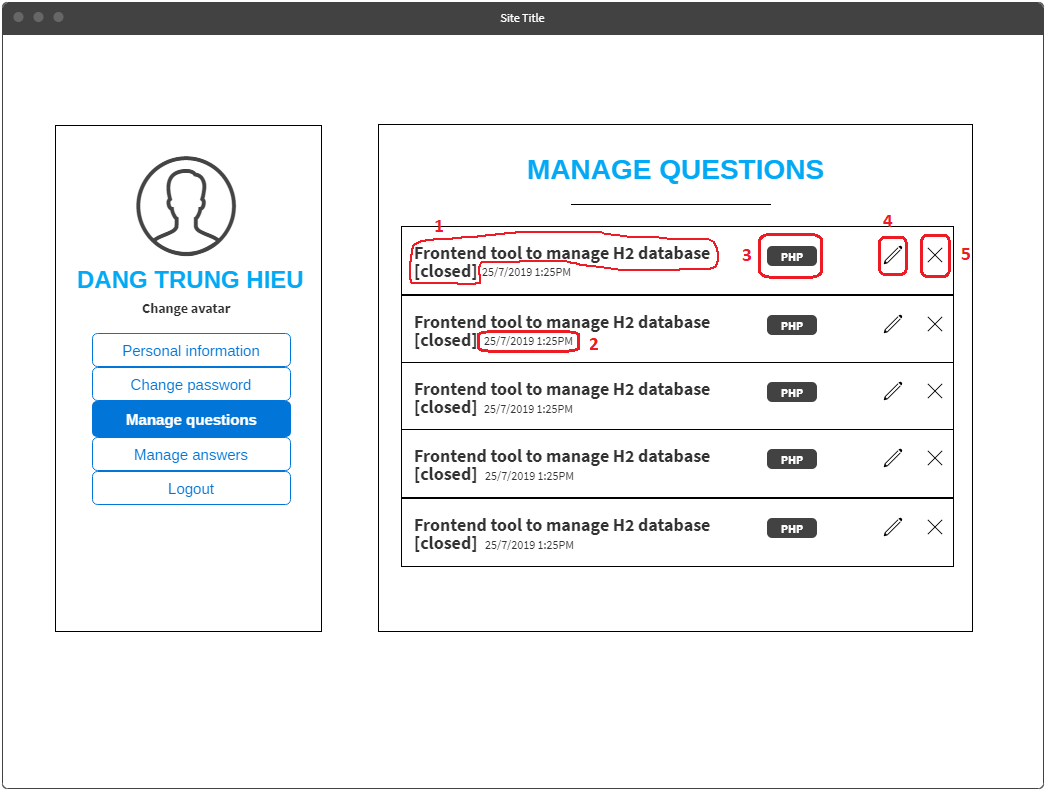 Site Title
DANG TRUNG HIEU
Change avatar
Personal information
Change password
Manage questions
Manage answers
Logout
MANAGE QUESTIONS
1
Frontend tool to manage H2 database
[closed] 25/7/2019 1:25PM
3
PHP
4
5
Frontend tool to manage H2 database
[closed] 25/7/2019 1:25PM
2
PHP
Frontend tool to manage H2 database
[closed] 25/7/2019 1:25PM
PHP
Frontend tool to manage H2 database
[closed] 25/7/2019 1:25PM
PHP
Frontend tool to manage H2 database
[closed] 25/7/2019 1:25PM
PHP